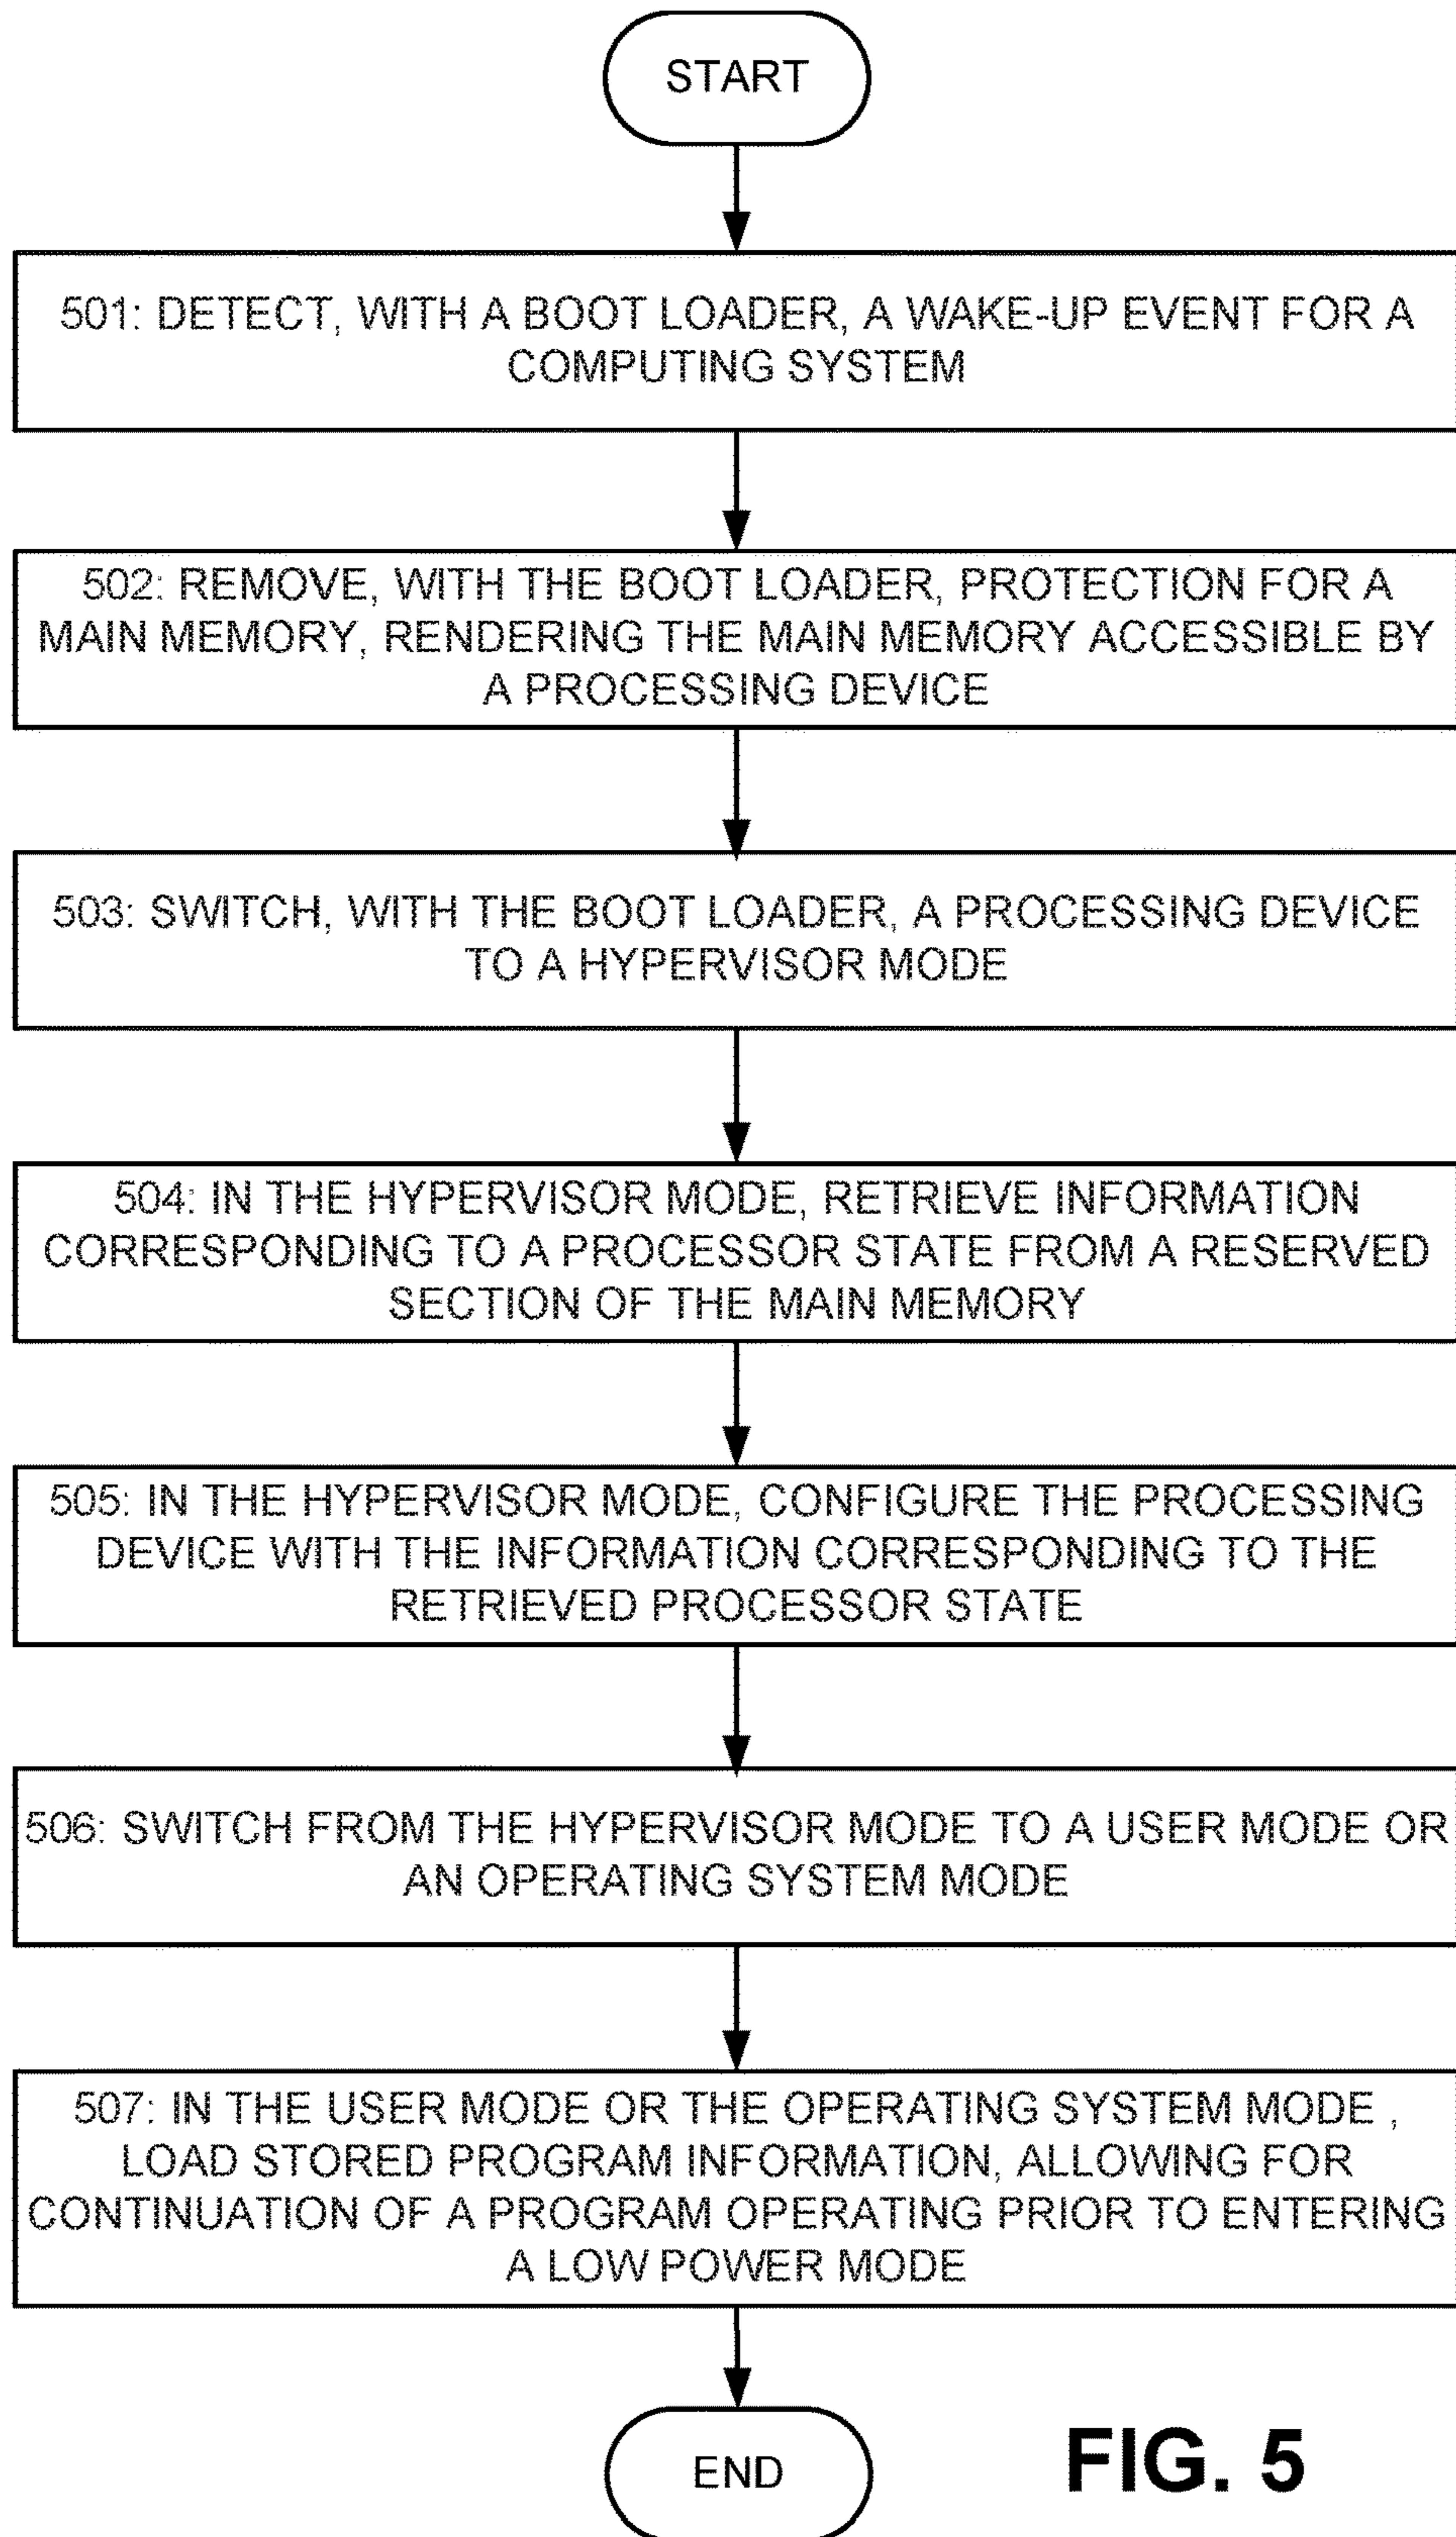 START
501: DETECT, WITH A BOOT LOADER, A WAKE-UP EVENT FOR A
COMPUTING SYSTEM
502: REMOVE, WITH THE BOOT LOADER, PROTECTION FOR A
MAIN MEMORY, RENDERING THE MAIN MEMORY ACCESSIBLE BY
A PROCESSING DEVICE
503: SWITCH, WITH THE BOOT LOADER, A PROCESSING DEVICE
TO A HYPERVISOR MODE
504: IN THE HYPERVISOR MODE, RETRIEVE INFORMATION
CORRESPONDING TO A PROCESSOR STATE FROM A RESERVED
SECTION OF THE MAIN MEMORY
505: IN THE HYPERVISOR MODE, CONFIGURE THE PROCESSING
DEVICE WITH THE INFORMATION CORRESPONDING TO THE
RETRIEVED PROCESSOR STATE
506: SWITCH FROM THE HYPERVISOR MODE TO A USER MODE OR
AN OPERATING SYSTEM MODE
507: IN THE USER MODE OR THE OPERATING SYSTEM MODE ,
LOAD STORED PROGRAM INFORMATION, ALLOWING FOR
CONTINUATION OF A PROGRAM OPERATING PRIOR TO ENTERING
A LOW POWER MODE
END
FIG. 5